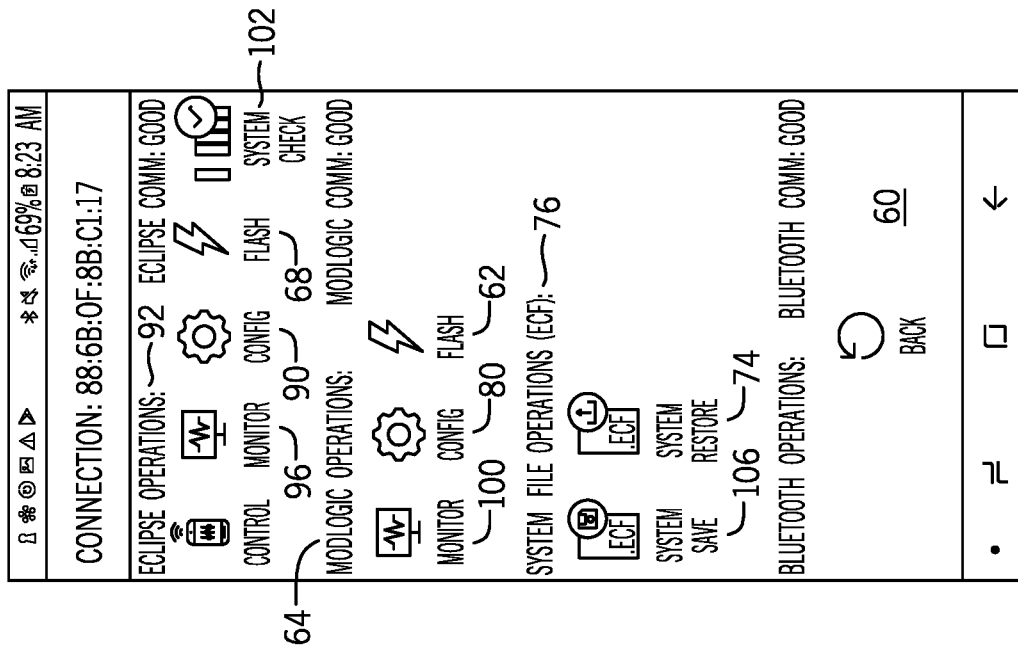 69% 8:23 AM
CONNECTION: 88:6B:0F:8B:C1:17
ECLIPSE OPERATIONS: 92 ECLIPSE COMM: GOOD
CONTROL MONITOR CONFIG FLASH SYSTEM CHECK
96 90 68 102
64
MODLOGIC OPERATIONS: MODLOGIC COMM: GOOD
MONITOR CONFIG FLASH
100 80 62
SYSTEM FILE OPERATIONS (ECF): 76
.ECF .ECF
SYSTEM SAVE SYSTEM RESTORE
106 74
BLUETOOTH OPERATIONS: BLUETOOTH COMM: GOOD
BACK
60